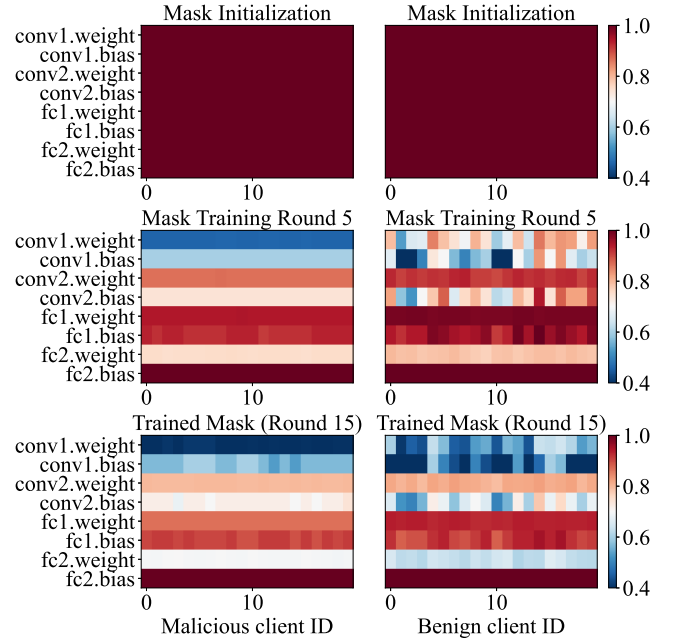 Mask Initialization
Mask Initialization
conv1.weight
conv1.bias
conv2.weight
conv2.bias
fc1.weight
fc1.bias
fc2.weight
fc2.bias
0
10
0
10
1.0
0.8
0.6
0.4
Mask Training Round 5
Mask Training Round 5
conv1.weight
conv1.bias
conv2.weight
conv2.bias
fc1.weight
fc1.bias
fc2.weight
fc2.bias
0
10
0
10
1.0
0.8
0.6
0.4
Trained Mask (Round 15)
Trained Mask (Round 15)
conv1.weight
conv1.bias
conv2.weight
conv2.bias
fc1.weight
fc1.bias
fc2.weight
fc2.bias
0
10
0
10
1.0
0.8
0.6
0.4
Malicious client ID
Benign client ID